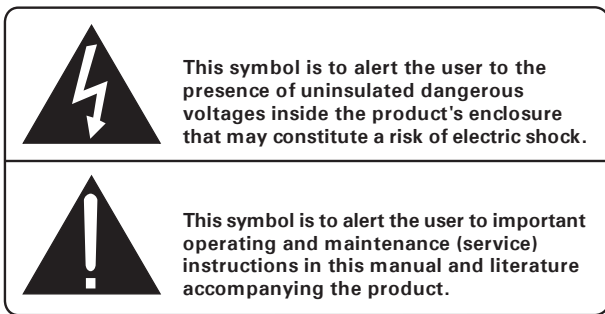 This symbol is to alert the user to the
presence of uninsulated dangerous
voltages inside the product's enclosure
that may constitute a risk of electric shock.
This symbol is to alert the user to important
operating and maintenance (service)
instructions in this manual and literature
accompanying the product.